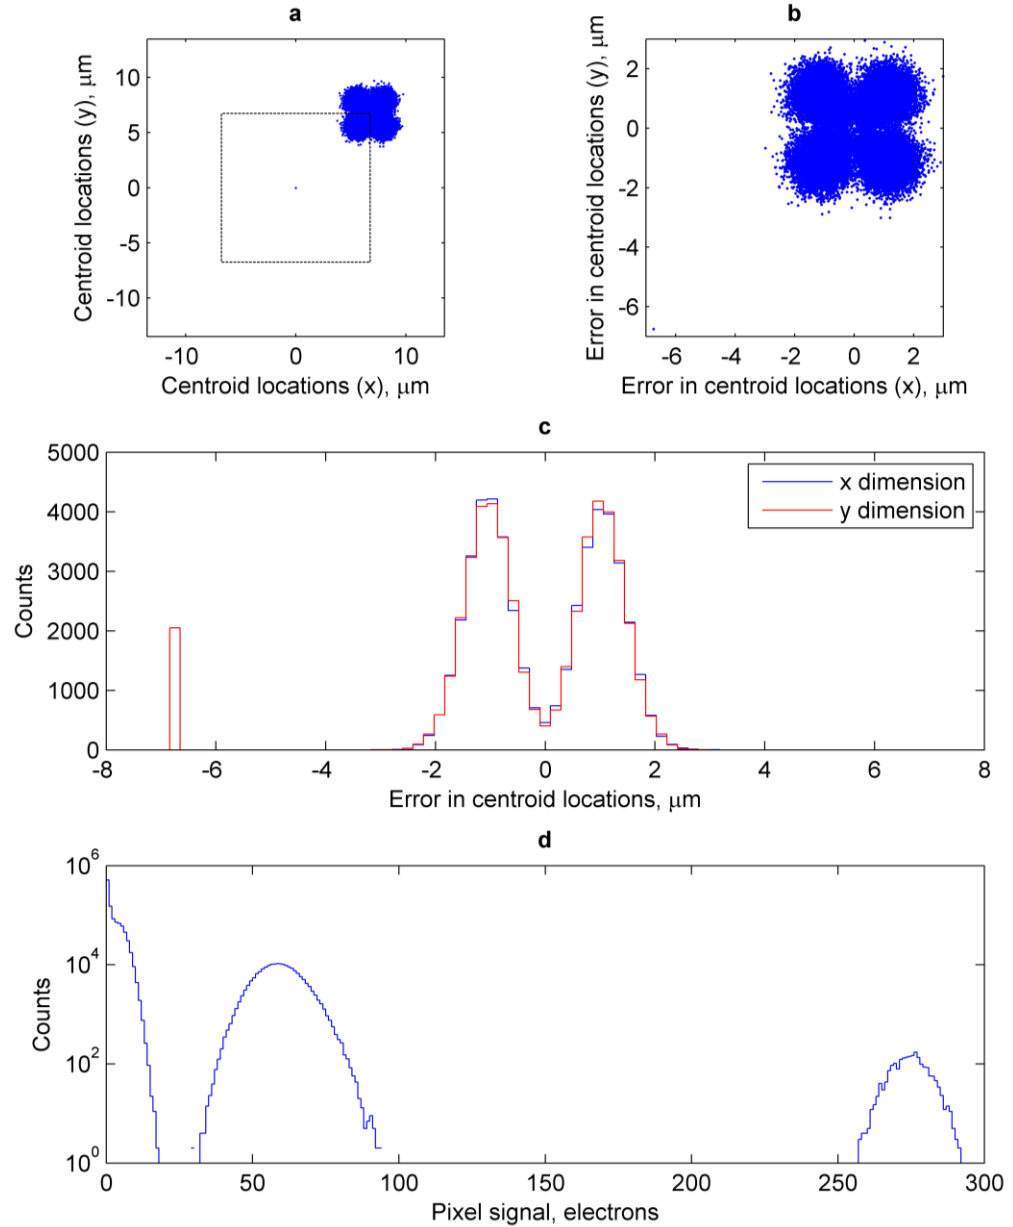 a
Centroid locations (y), μm
10
5
0
-5
-10
-10 0 10
Centroid locations (x), μm
b
Error in centroid locations (y), μm
2
0
-2
-4
-6
-6 -4 -2 0 2
Error in centroid locations (x), μm
c
Counts
5000
4000
3000
2000
1000
0
-8 -6 -4 -2 0 2 4 6 8
Error in centroid locations, μm
x dimension
y dimension
d
Counts
10^6
10^4
10^2
10^0
0 50 100 150 200 250 300
Pixel signal, electrons